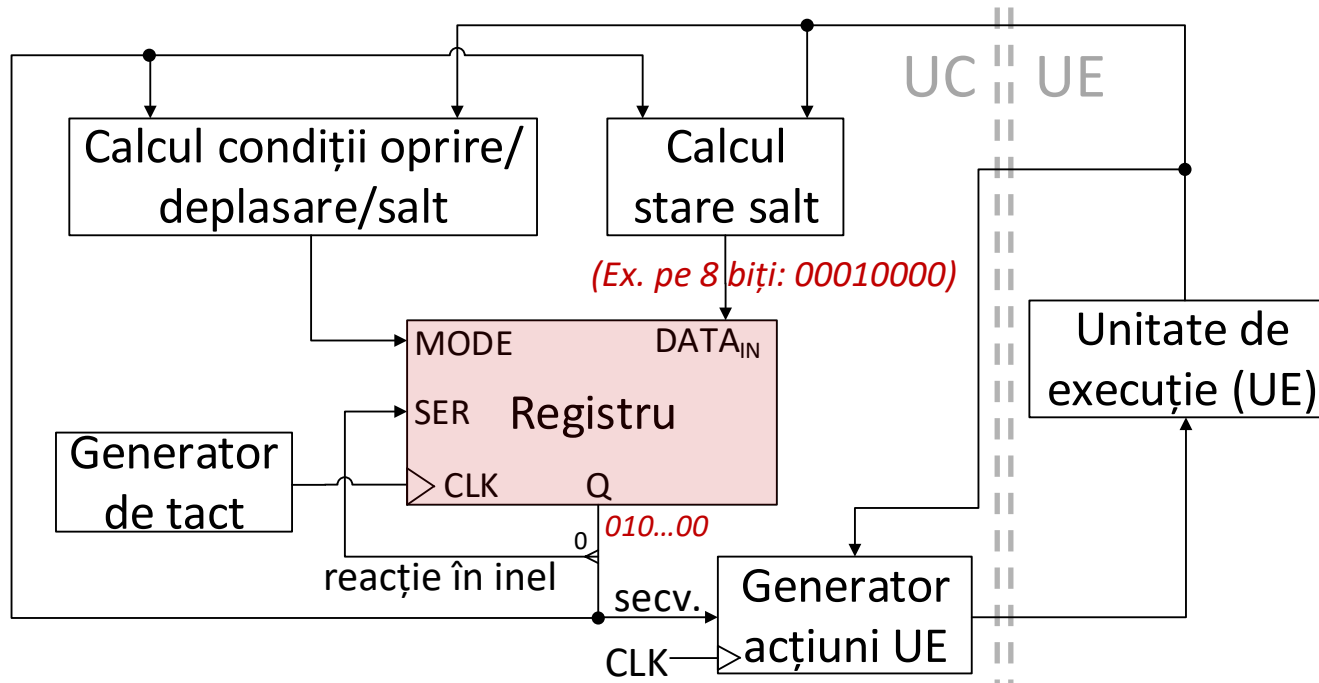 UC
UE
Calcul condiții oprire/
deplasare/salt
Calcul
stare salt
(Ex. pe 8 biți: 00010000)
Unitate de
execuție (UE)
MODE
DATA_IN
SER
Registru
CLK
Q
Generator
de tact
010...00
0
reacție în inel
secv.
Generator
acțiuni UE
CLK